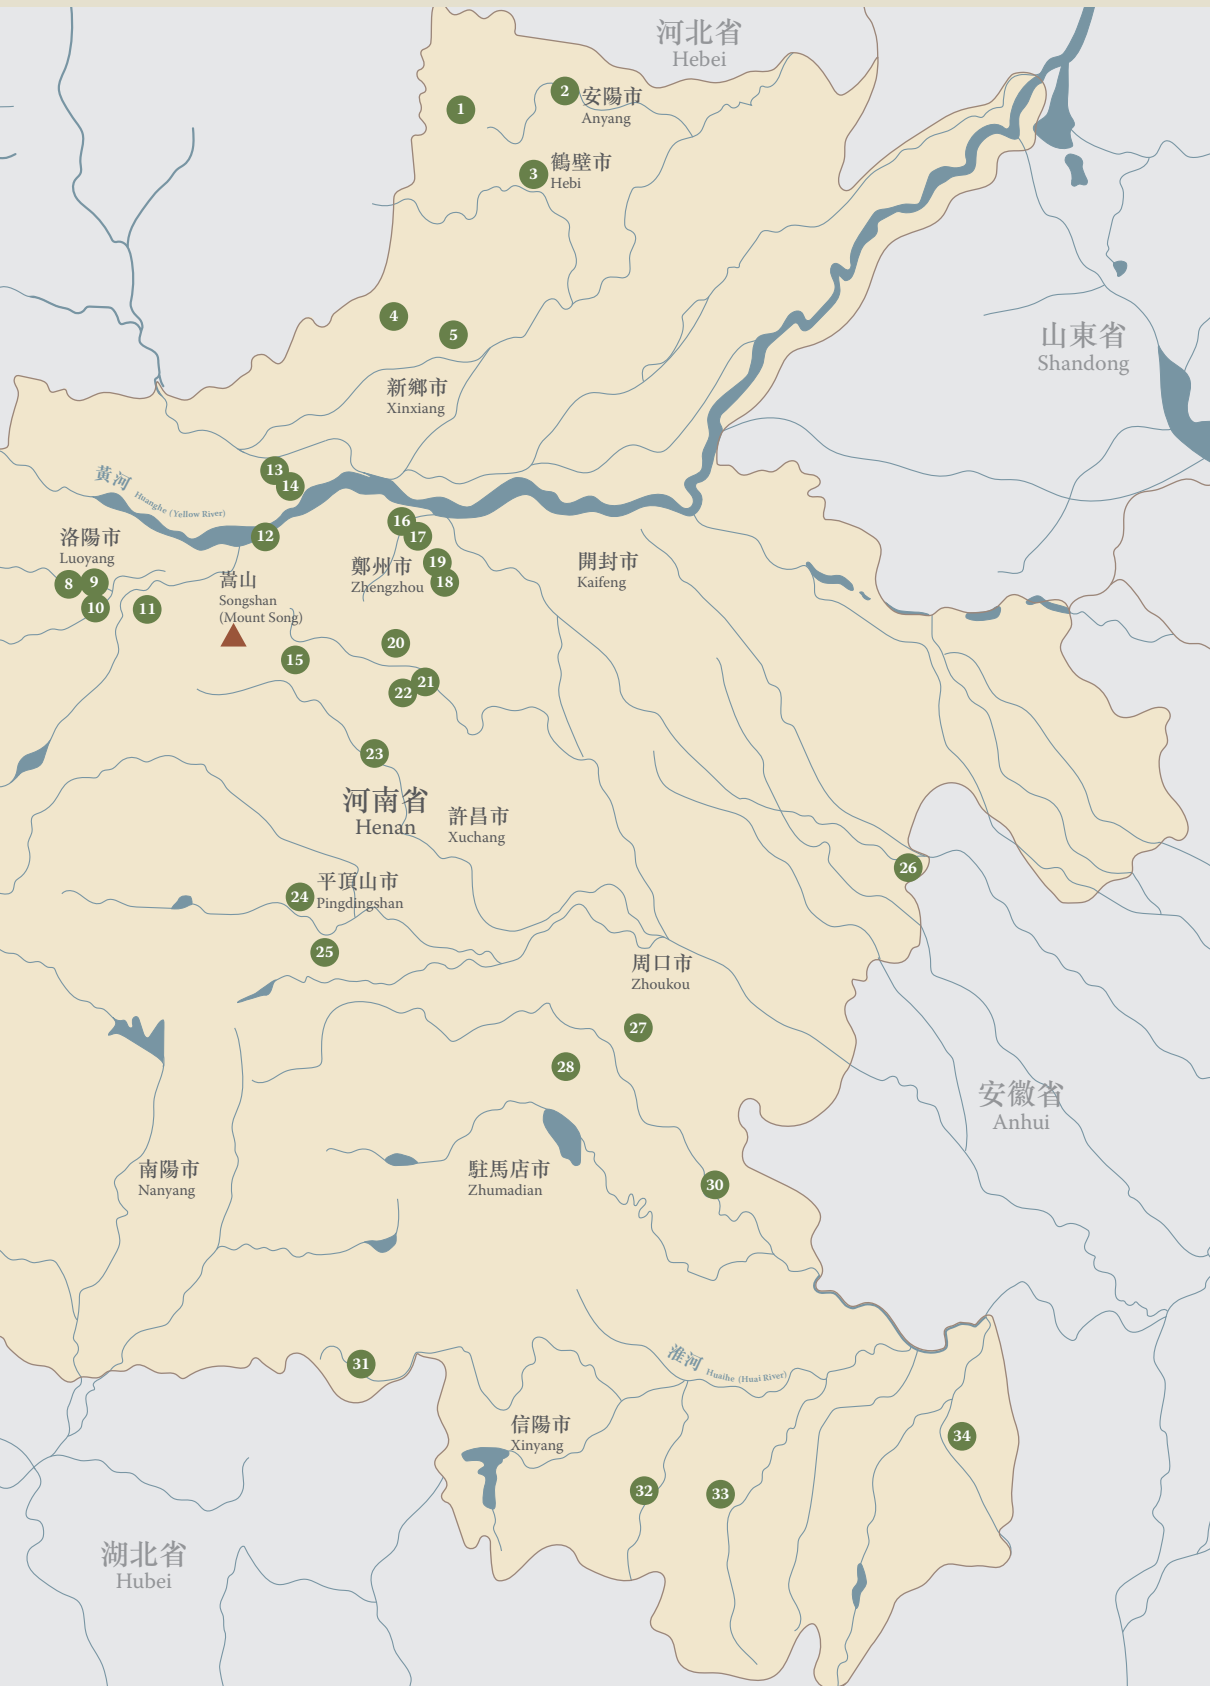 河北省
Hebei
2
安陽市
Anyang
1
鶴壁市
3
Hebi
4
5
山東省
Shandong
新鄉市
Xinxiang
黃河
Huanghe (Yellow River)
13
14
洛陽市
Luoyang
12
16
17
鄭州市
Zhengzhou
19
18
開封市
Kaifeng
8
9
10
11
嵩山
Songshan
(Mount Song)
15
20
21
22
23
河南省
Henan
許昌市
Xuchang
26
平頂山市
24
Pingdingshan
25
周口市
Zhoukou
27
28
安徽省
Anhui
南陽市
Nanyang
駐馬店市
Zhumadian
30
31
淮河
Huaihe (Huai River)
信陽市
Xinyang
34
32
33
湖北省
Hubei